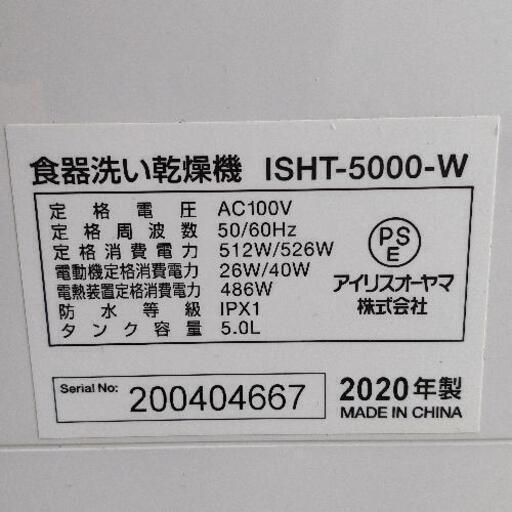 食器洗い乾燥機 ISHT-5000-W
定格電圧 AC100V
定格周波数 50/60Hz
定格消費電力 512W/526W
電動機定格消費電力 26W/40W
電熱装置定格消費電力 486W
防水等級 IPX1
タンク容量 5.0L
PSE
アイリスオーヤマ
株式会社
Serial No: 200404667
2020年製
MADE IN CHINA